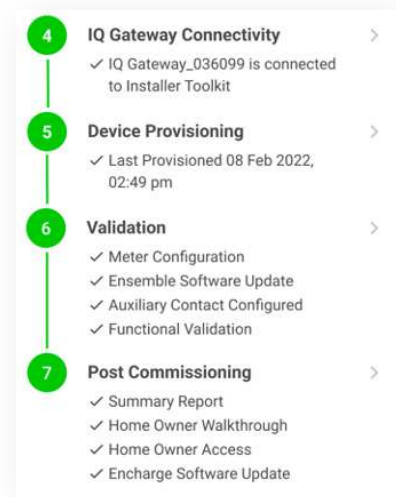 4 IQ Gateway Connectivity
✓ IQ Gateway_036099 is connected
to Installer Toolkit
5 Device Provisioning
✓ Last Provisioned 08 Feb 2022,
02:49 pm
6 Validation
✓ Meter Configuration
✓ Ensemble Software Update
✓ Auxiliary Contact Configured
✓ Functional Validation
7 Post Commissioning
✓ Summary Report
✓ Home Owner Walkthrough
✓ Home Owner Access
✓ Encharge Software Update